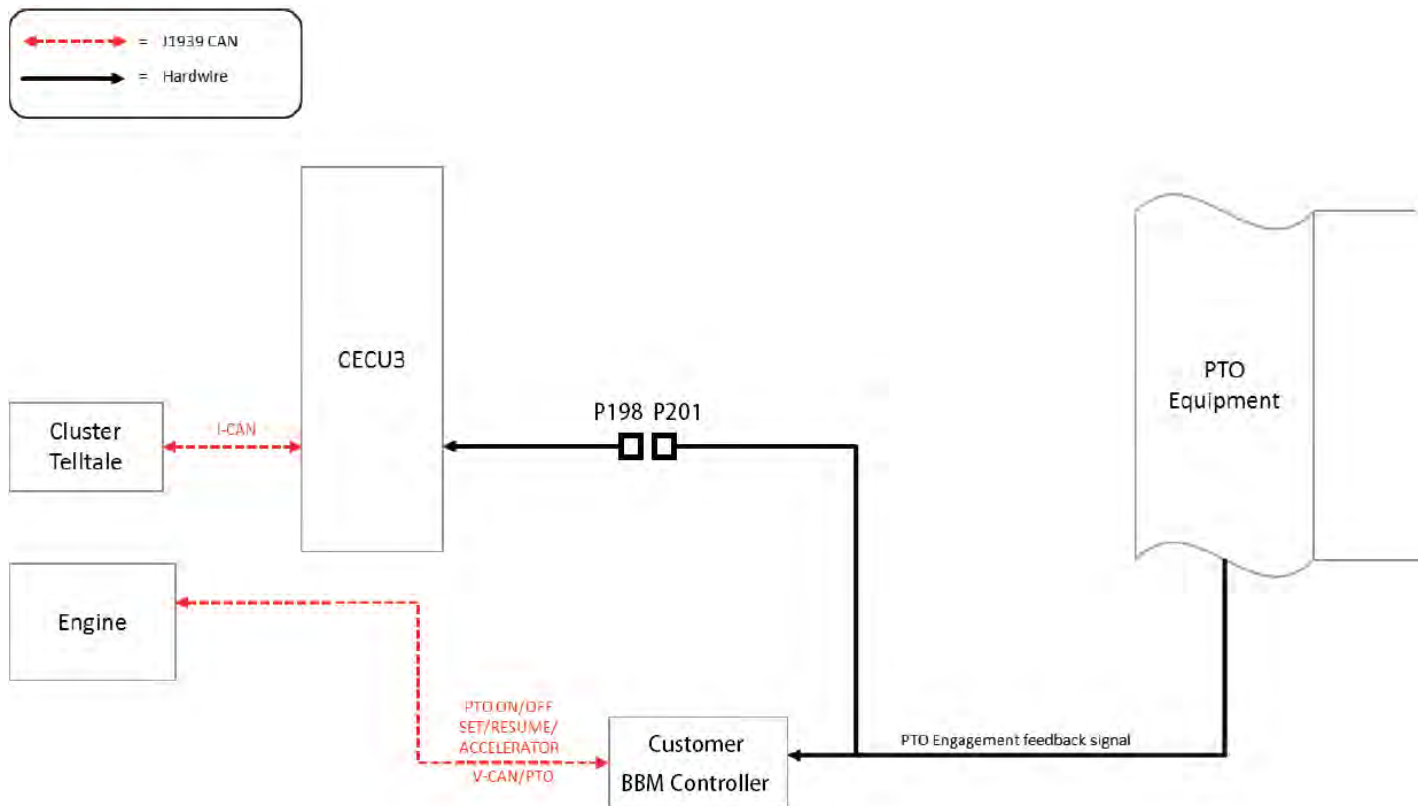 = J1939 CAN
= Hardwire
CECU3
PTO
Equipment
P198 P201
Cluster
Telltale
I-CAN
Engine
PTO ON/OFF
SET/RESUME/
ACCELERATOR
V-CAN/PTO
Customer
BBM Controller
PTO Engagement feedback signal